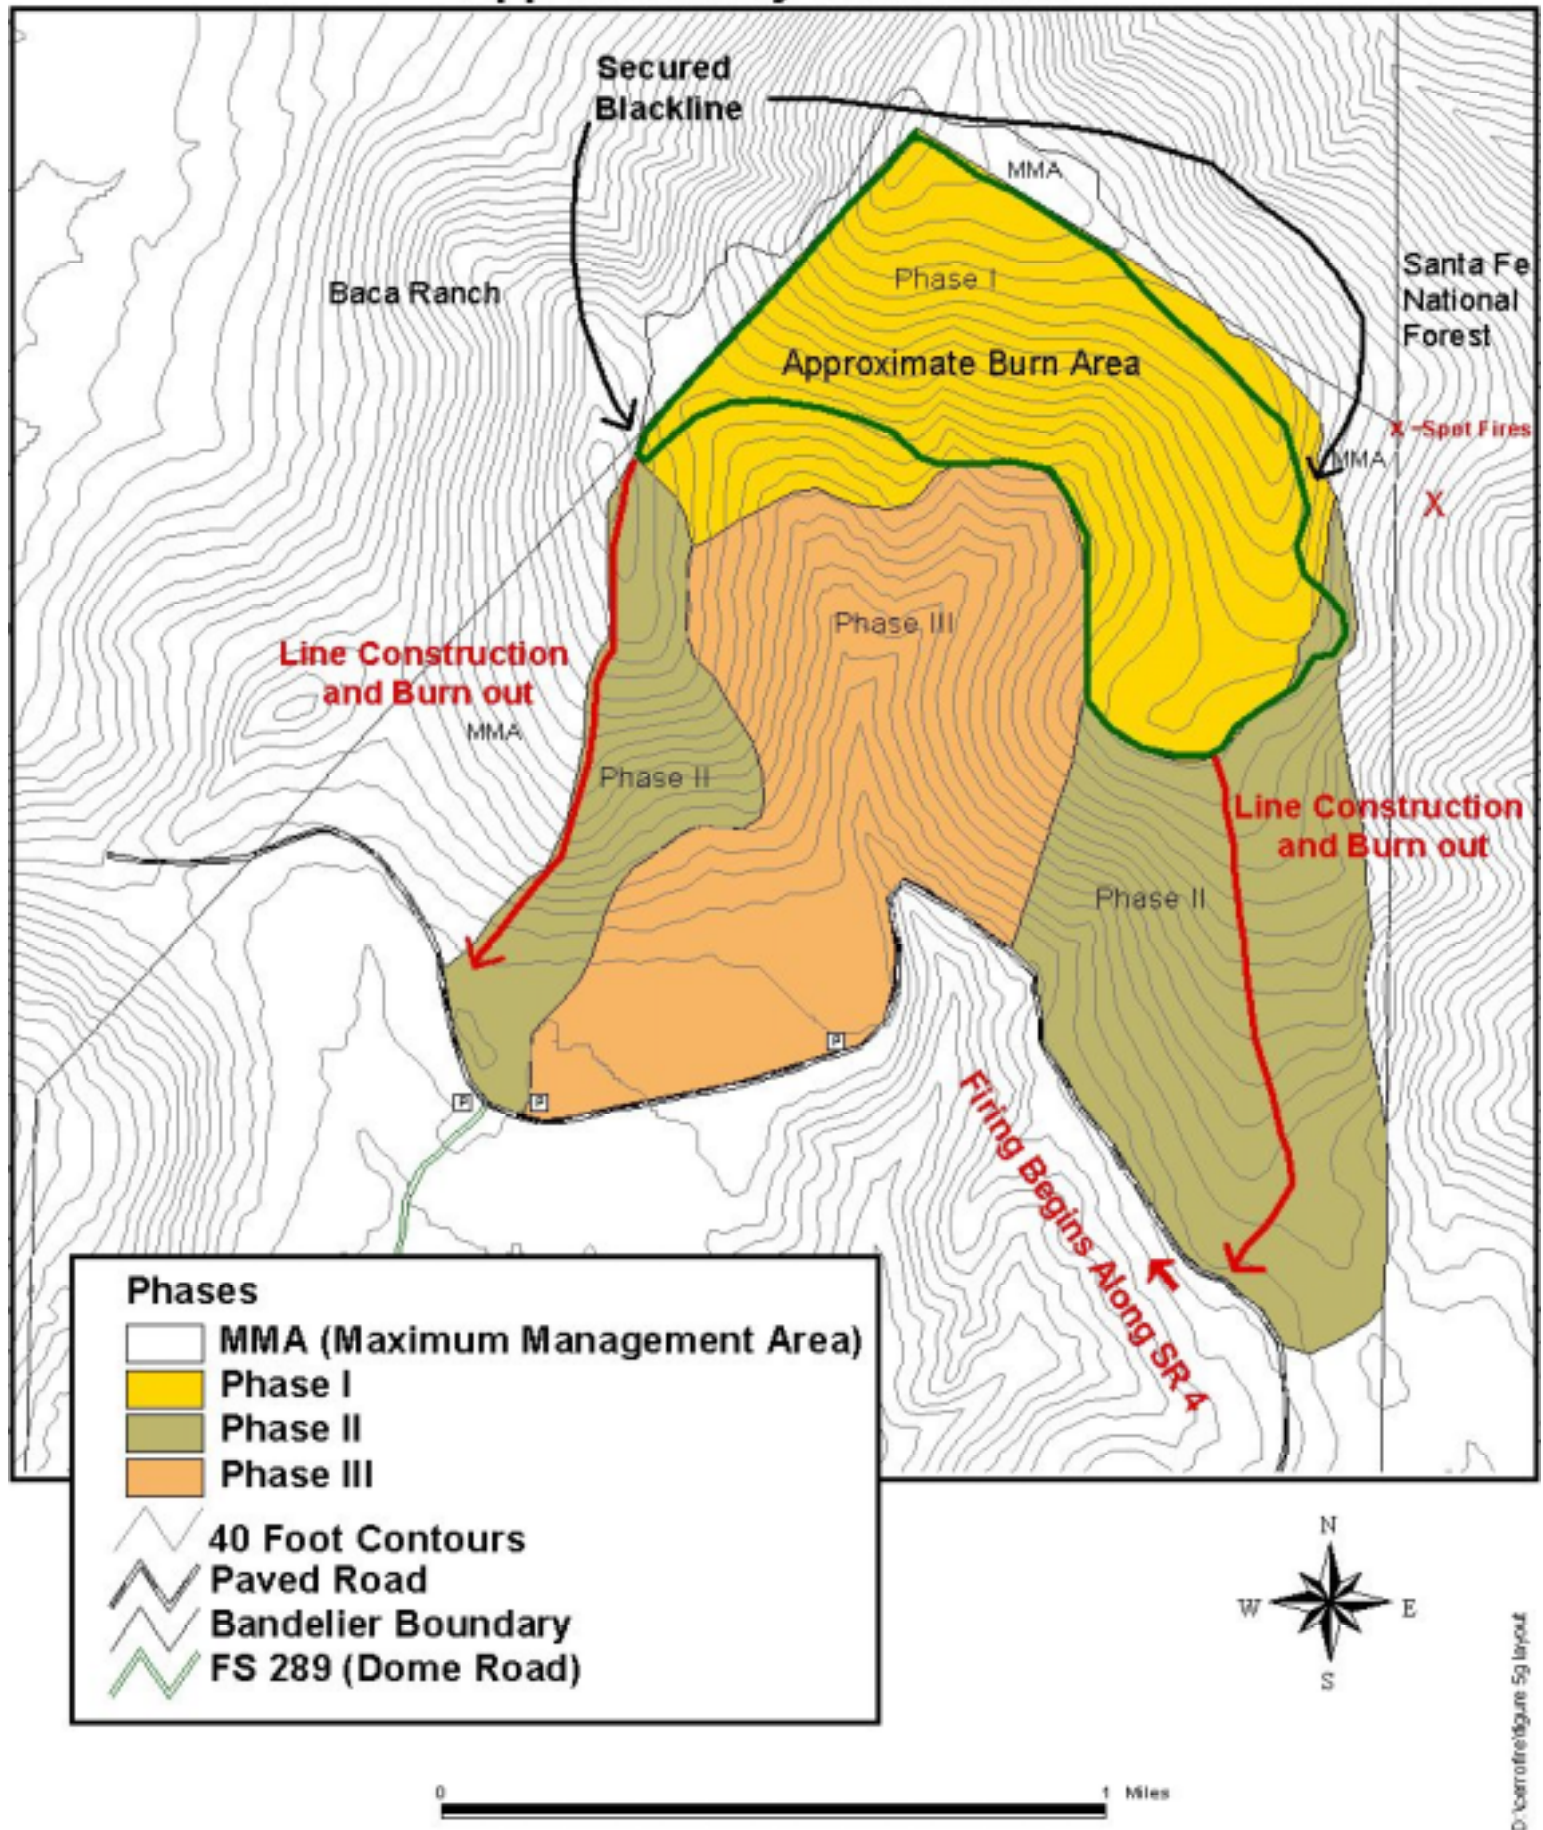 Secured
Blackline
MMA
Santa Fe
National
Forest
Baca Ranch
Phase I
Approximate Burn Area
X -Spot Fires
MMA
X
Phase III
Line Construction
and Burn out
MMA
Phase II
Line Construction
and Burn out
Phase II
P
P
P
Firing Begins Along SR 4
Phases
MMA (Maximum Management Area)
Phase I
Phase II
Phase III
40 Foot Contours
Paved Road
Bandelier Boundary
FS 289 (Dome Road)
N
W
E
S
0
1 Miles
5g layout